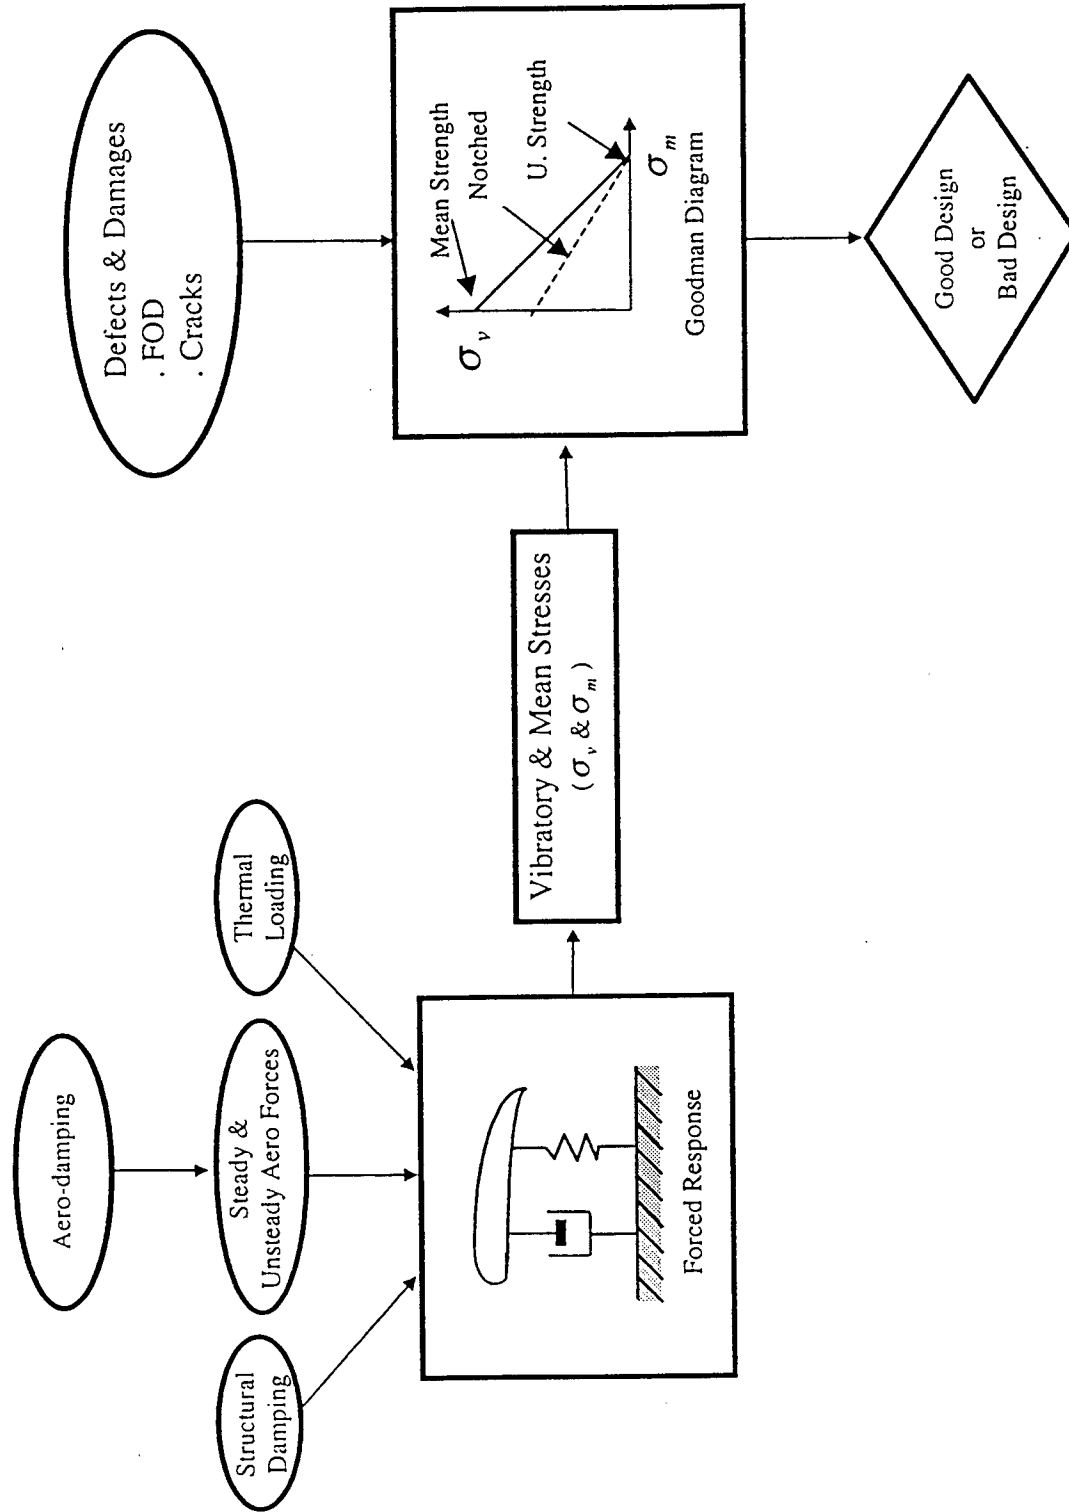 Aero-damping
Structural
Damping
Steady &
Unsteady Aero Forces
Thermal
Loading
Forced Response
Vibratory & Mean Stresses
(σv & σm)
Defects & Damages
. FOD
. Cracks
σv
Mean Strength
Notched
U. Strength
σm
Goodman Diagram
Good Design
or
Bad Design